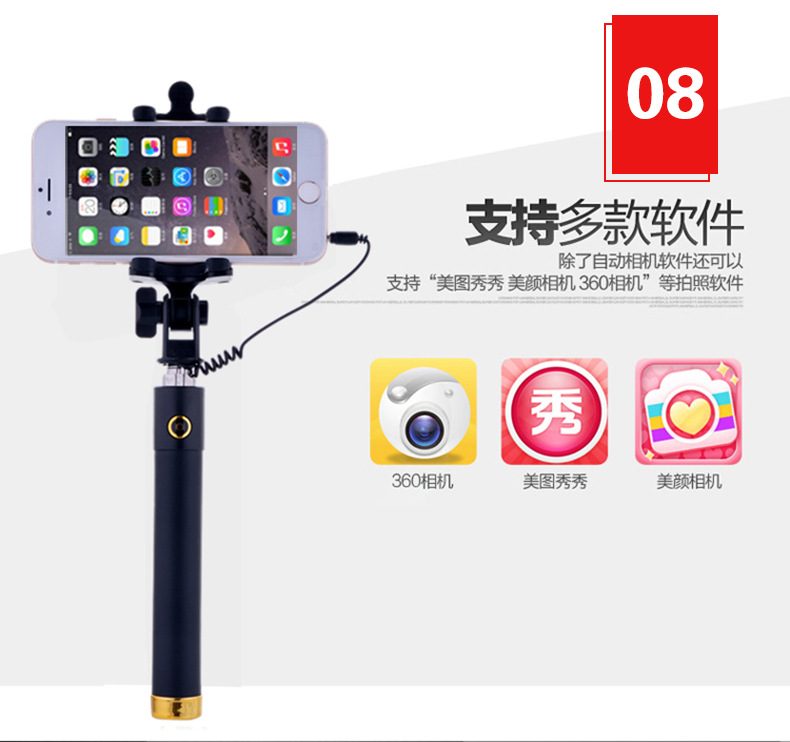 08
支持多款软件
除了自动相机软件还可以
支持“美图秀秀 美颜相机 360相机”等拍照软件
秀
360相机
美图秀秀
美颜相机